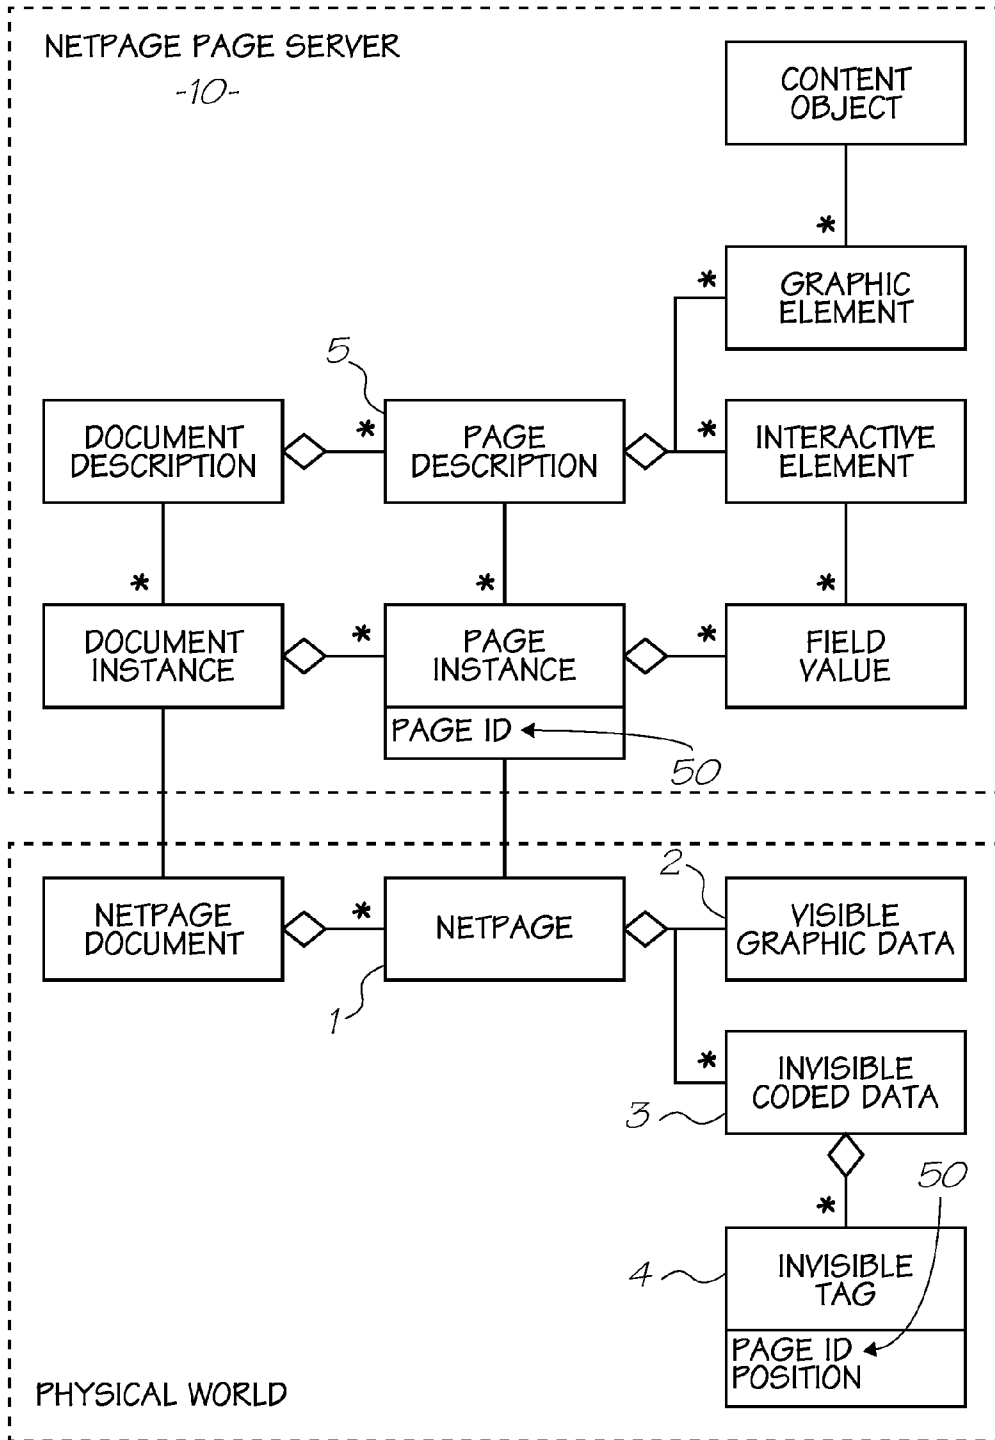 NETPAGE PAGE SERVER
-10-
CONTENT
OBJECT
*
GRAPHIC
ELEMENT
*
5
DOCUMENT
DESCRIPTION
*
PAGE
DESCRIPTION
*
INTERACTIVE
ELEMENT
*
*
*
DOCUMENT
INSTANCE
*
PAGE
INSTANCE
*
FIELD
VALUE
PAGE ID
50
2
NETPAGE
DOCUMENT
*
NETPAGE
VISIBLE
GRAPHIC DATA
1
*
INVISIBLE
CODED DATA
3
50
*
4
INVISIBLE
TAG
PAGE ID
POSITION
PHYSICAL WORLD